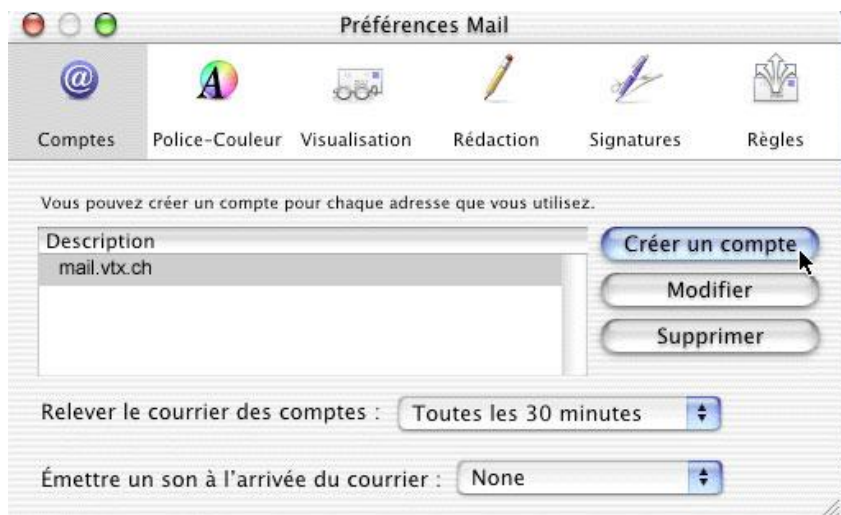 Préférences Mail
Comptes Police-Couleur Visualisation Rédaction Signatures Règles
Vous pouvez créer un compte pour chaque adresse que vous utilisez.
Description
mail.vtx.ch
Créer un compte
Modifier
Supprimer
Relever le courrier des comptes : Toutes les 30 minutes
Émettre un son à l'arrivée du courrier : None